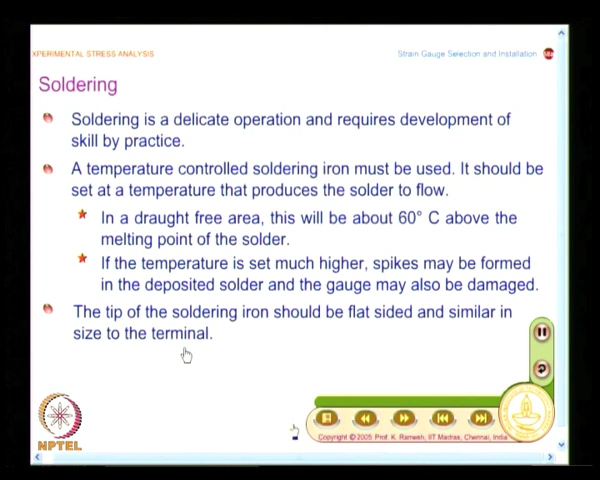 XPERIMENTAL STRESS ANALYSIS
Strain Gauge Selection and Installation
Soldering
Soldering is a delicate operation and requires development of
skill by practice.
A temperature controlled soldering iron must be used. It should be
set at a temperature that produces the solder to flow.
In a draught free area, this will be about 60° C above the
melting point of the solder.
If the temperature is set much higher, spikes may be formed
in the deposited solder and the gauge may also be damaged.
The tip of the soldering iron should be flat sided and similar in
size to the terminal.
NPTEL
Copyright © 2005 Prof. K. Ramesh, IIT Madras, Chennai, India